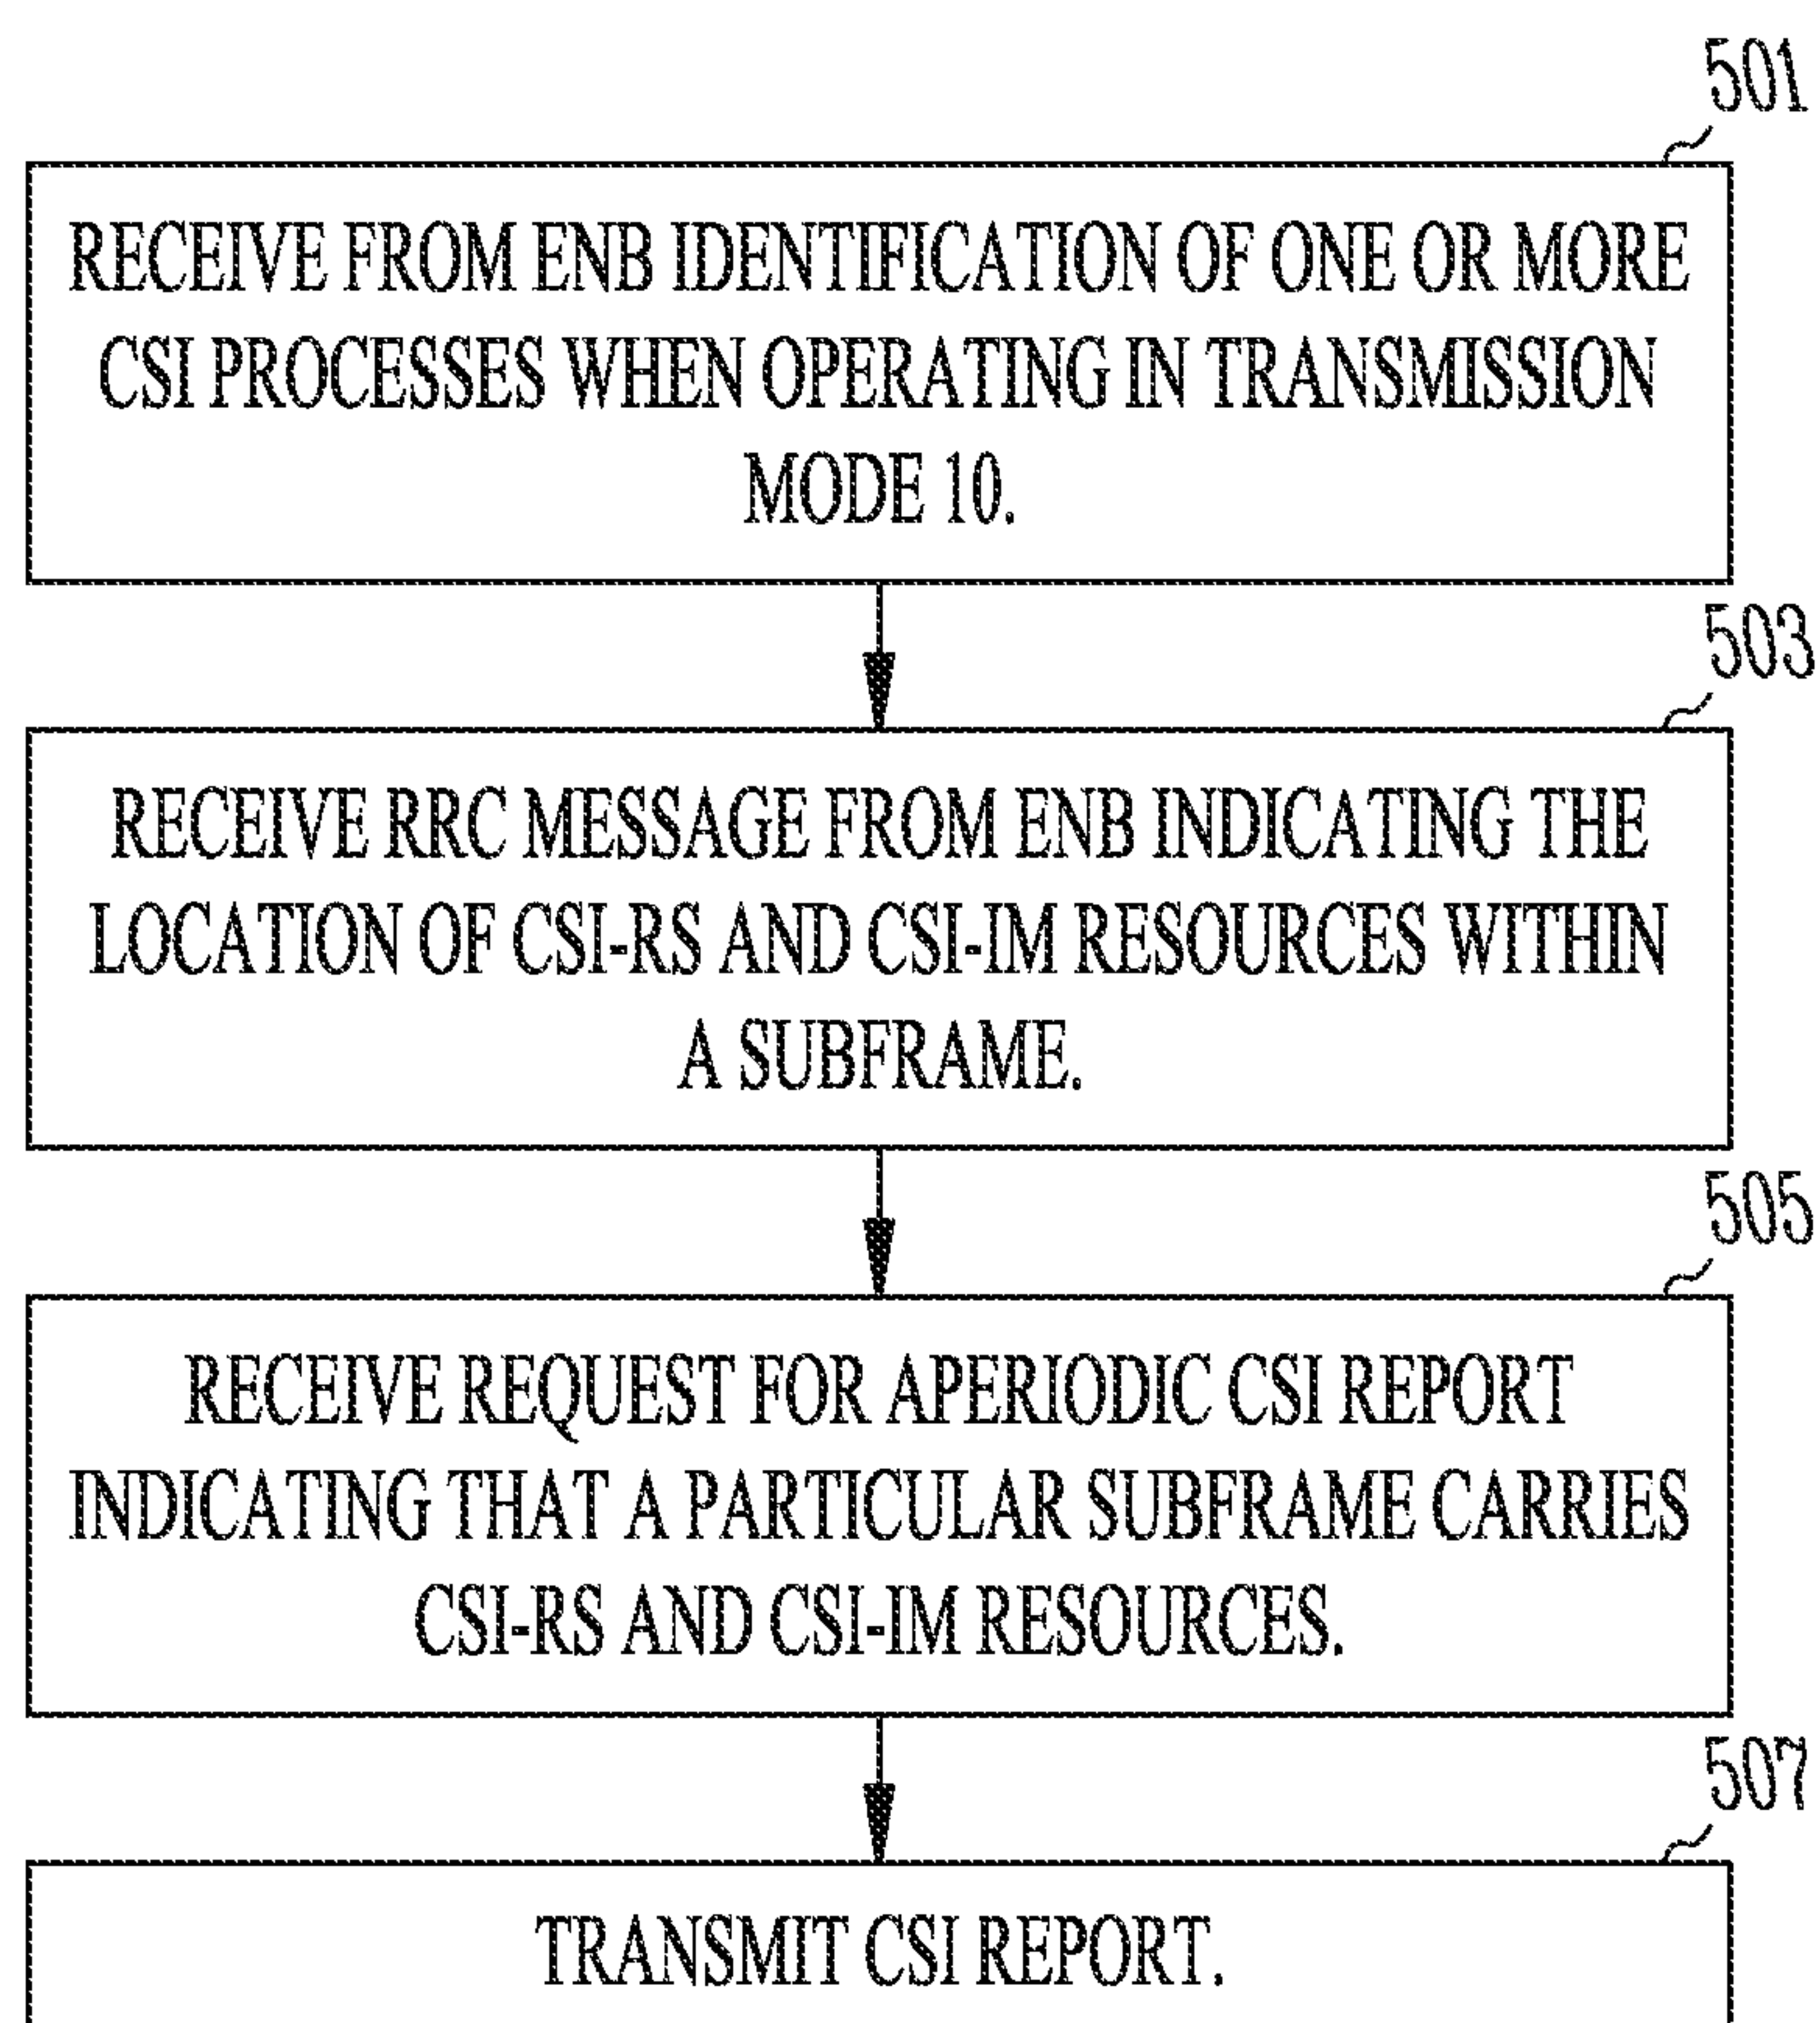 501
RECEIVE FROM ENB IDENTIFICATION OF ONE OR MORE
CSI PROCESSES WHEN OPERATING IN TRANSMISSION
MODE 10.
503
RECEIVE RRC MESSAGE FROM ENB INDICATING THE
LOCATION OF CSI-RS AND CSI-IM RESOURCES WITHIN
A SUBFRAME.
505
RECEIVE REQUEST FOR APERIODIC CSI REPORT
INDICATING THAT A PARTICULAR SUBFRAME CARRIES
CSI-RS AND CSI-IM RESOURCES.
507
TRANSMIT CSI REPORT.